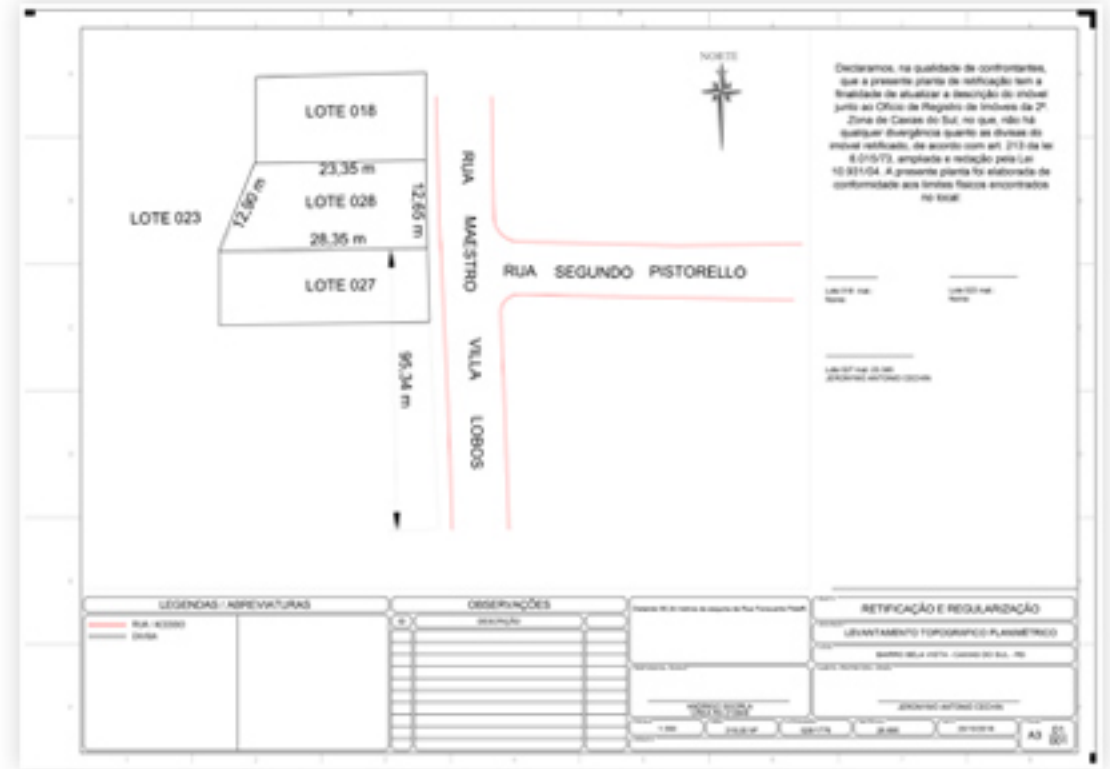 NORTE
LOTE 018
23,35 m
12,90 m
LOTE 028
12,65 m
LOTE 023
28,35 m
LOTE 027
95,34 m
RUA MAESTRO VILLA LOBOS
RUA SEGUNDO PISTORELLO
Declaramos, na qualidade de confrontantes,
que a presente planta de retificação tem a
finalidade de atualizar a descrição do imóvel
junto ao Ofício de Registro de Imóveis da 2ª
Zona de Caxias do Sul, no que, não há
qualquer divergência quanto as divisas do
imóvel retificado, de acordo com art. 213 da lei
6.015/73, ampliada e redação pela Lei
10.931/04. A presente planta foi elaborada de
conformidade aos limites físicos encontrados
no local.
JERONYMO ANTONIO CECHIN
LEGENDAS / ABREVIATURAS
RUA / ACESSO
DIVISA
OBSERVAÇÕES
DESCRIÇÃO
RETIFICAÇÃO E REGULARIZAÇÃO
LEVANTAMENTO TOPOGRAFICO PLANIMÉTRICO
BAIRRO BELA VISTA - CAXIAS DO SUL - RS
JERONYMO ANTONIO CECHIN
A3